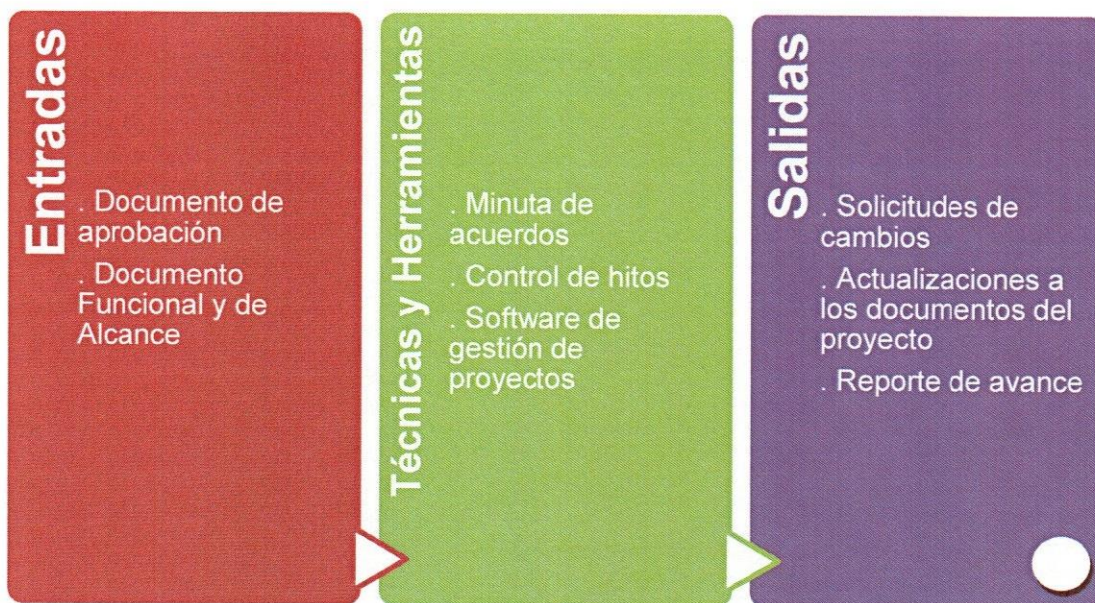 Entradas
. Documento de
aprobación
. Documento
Funcional y de
Alcance
Técnicas y Herramientas
. Minuta de
acuerdos
. Control de hitos
. Software de
gestión de
proyectos
Salidas
. Solicitudes de
cambios
. Actualizaciones a
los documentos del
proyecto
. Reporte de avance